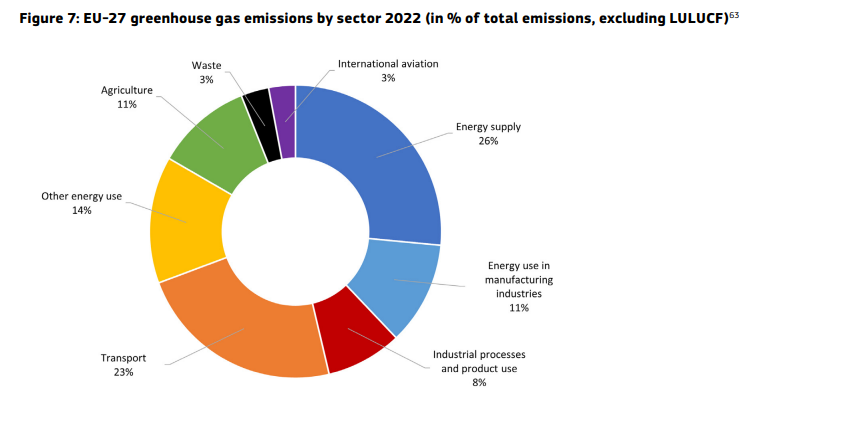 Figure 7: EU-27 greenhouse gas emissions by sector 2022 (in % of total emissions, excluding LULUCF)63
International aviation
3%
Waste
3%
Agriculture
11%
Energy supply
26%
Other energy use
14%
Energy use in
manufacturing
industries
11%
Transport
23%
Industrial processes
and product use
8%